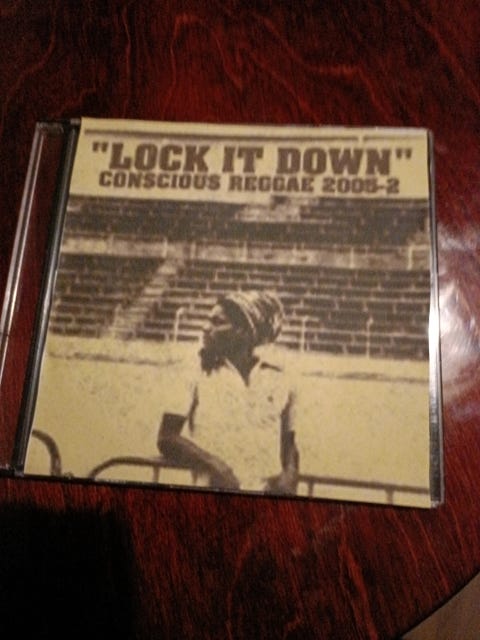 "LOCK IT DOWN"
CONSCIOUS REGGAE 2005-2